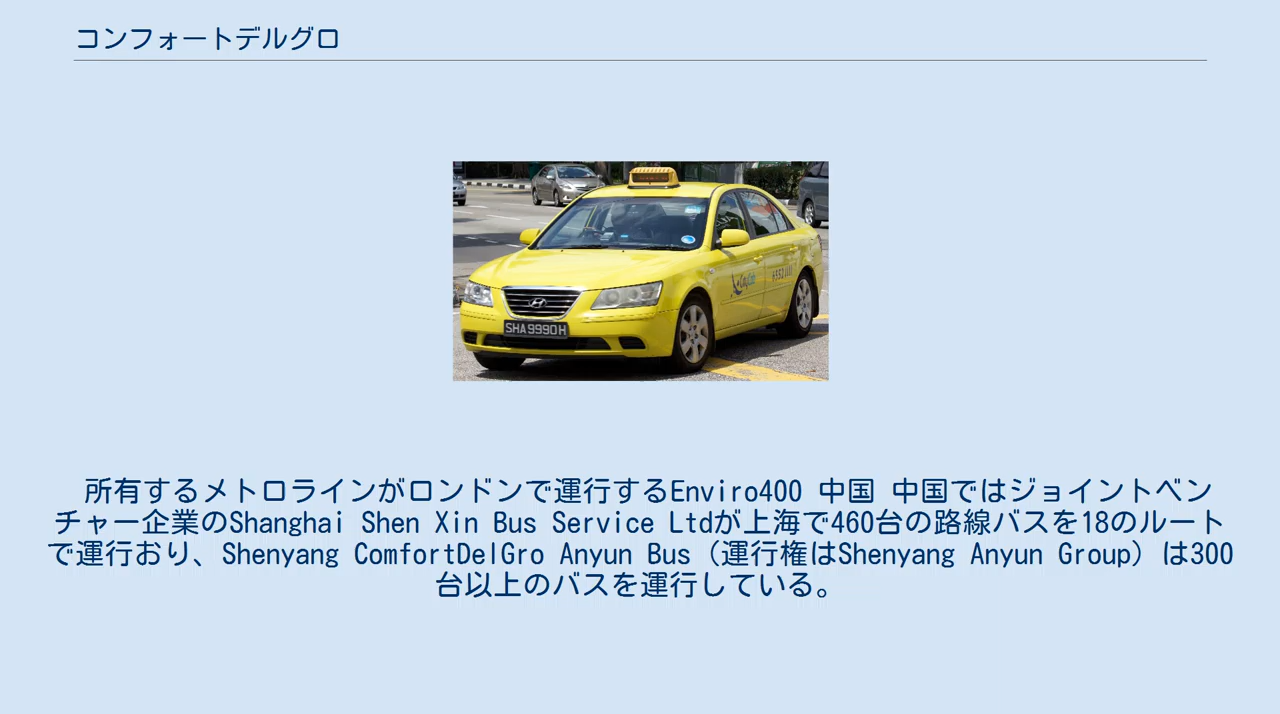 コンフォートデルグロ
SHA9990H
所有するメトロラインがロンドンで運行するEnviro400 中国 中国ではジョイントベン
チャー企業のShanghai Shen Xin Bus Service Ltdが上海で460台の路線バスを18のルート
で運行おり、Shenyang ComfortDelGro Anyun Bus（運行権はShenyang Anyun Group）は300
台以上のバスを運行している。